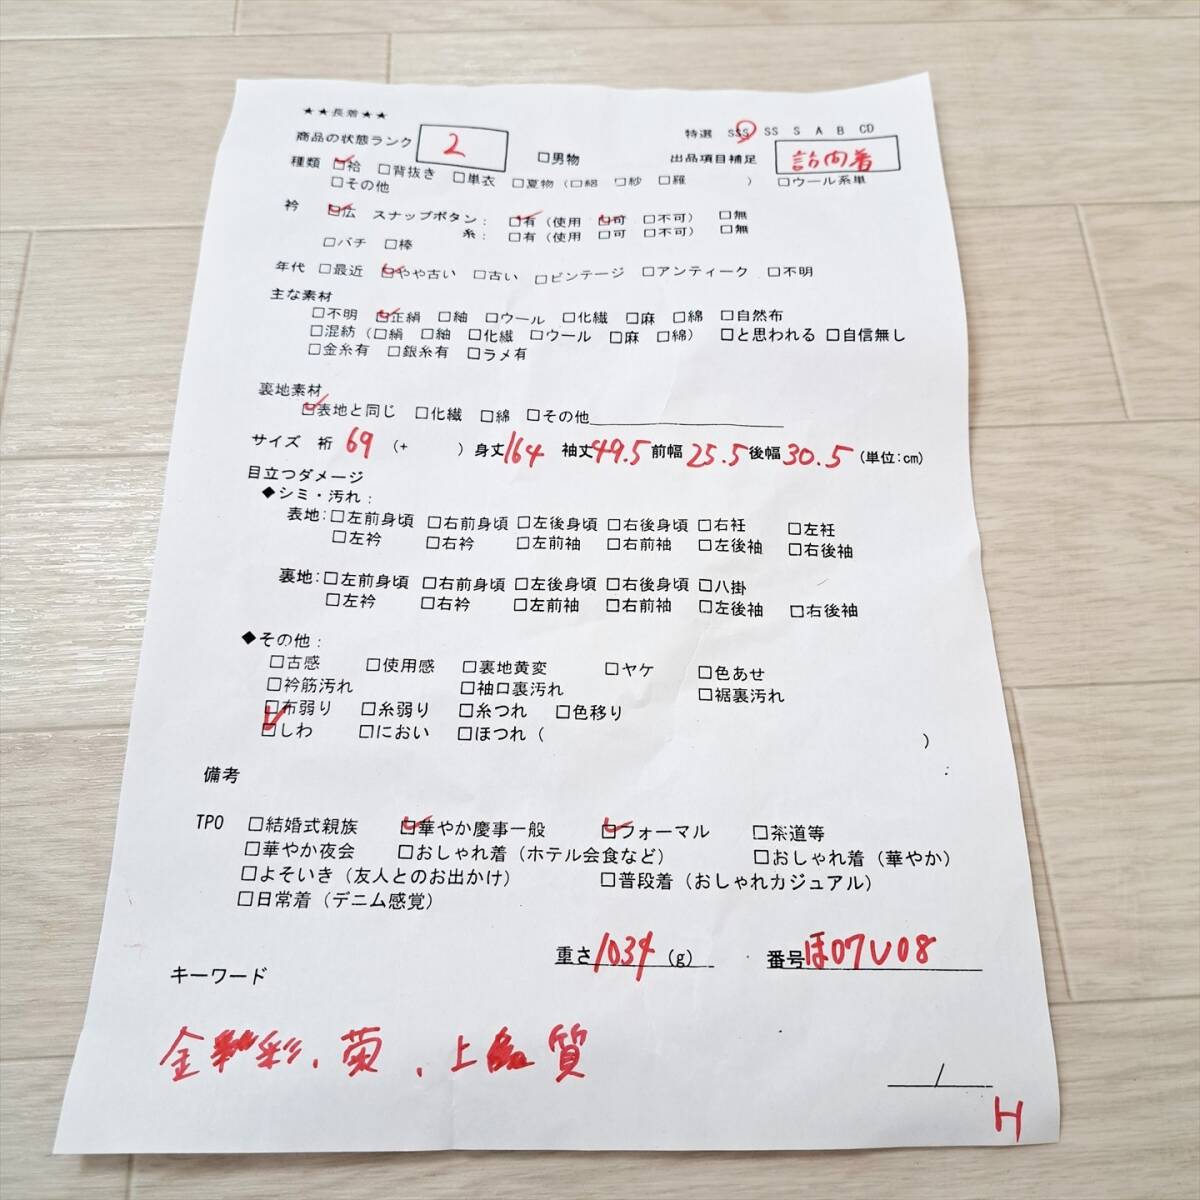 ★★長着★★
特選 SSS SS S A B CD
商品の状態ランク 2 □男物 出品項目補足 訪問着
種類 ☑袷 □背抜き □単衣 □夏物(□絽 □紗 □羅 ) □ウール系単
□その他
衿 ☑広 スナップボタン: ☑有(使用 ☑可 □不可) □無
糸: □有(使用 □可 □不可) □無
□バチ □棒
年代 □最近 ☑やや古い □古い □ビンテージ □アンティーク □不明
主な素材
□不明 ☑正絹 □紬 □ウール □化繊 □麻 □綿 □自然布
□混紡(□絹 □紬 □化繊 □ウール □麻 □綿) □と思われる □自信無し
□金糸有 □銀糸有 □ラメ有
裏地素材
☑表地と同じ □化繊 □綿 □その他
サイズ 裄 69 (+ ) 身丈164 袖丈49.5 前幅25.5 後幅30.5 (単位:cm)
目立つダメージ
◆シミ・汚れ:
表地:□左前身頃 □右前身頃 □左後身頃 □右後身頃 □右衽 □左衽
□左衿 □右衿 □左前袖 □右前袖 □左後袖 □右後袖
裏地:□左前身頃 □右前身頃 □左後身頃 □右後身頃 □八掛
□左衿 □右衿 □左前袖 □右前袖 □左後袖 □右後袖
◆その他:
□古感 □使用感 □裏地黄変 □ヤケ □色あせ
□衿筋汚れ □袖口裏汚れ □裾裏汚れ
□布弱り □糸弱り □糸つれ □色移り
☑しわ □におい □ほつれ( )
備考
TPO □結婚式親族 ☑華やか慶事一般 ☑フォーマル □茶道等
□華やか夜会 □おしゃれ着(ホテル会食など) □おしゃれ着(華やか)
□よそいき(友人とのお出かけ) □普段着(おしゃれカジュアル)
□日常着(デニム感覚)
重さ1034 (g) 番号ほ07U08
キーワード
金彩、菊、上質
/
H